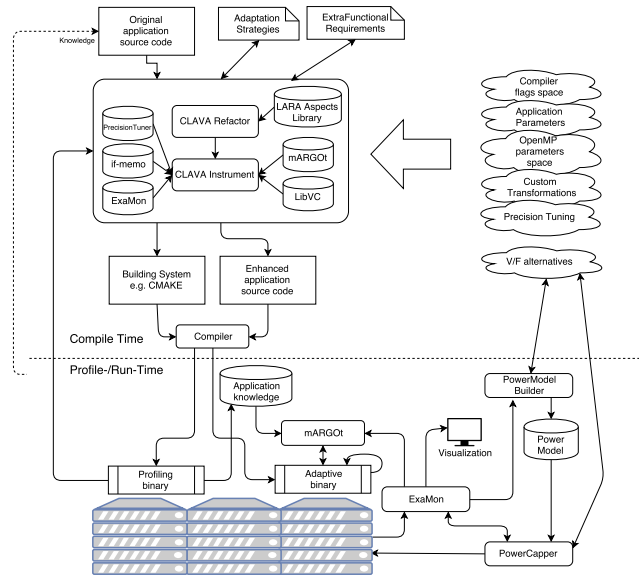 Original
application
source code
Adaptation
Strategies
ExtraFunctional
Requirements
Knowledge
LARA Aspects
Library
CLAVA Refactor
PrecisionTuner
if-memo
ExaMon
CLAVA Instrument
mARGOt
LibVC
Compiler
flags space
Application
Parameters
OpenMP
parameters
space
Custom
Transformations
Precision Tuning
V/F alternatives
Building System
e.g. CMAKE
Enhanced
application
source code
Compile Time
Compiler
Profile-/Run-Time
Application
knowledge
mARGOt
Visualization
PowerModel
Builder
Power
Model
Profiling
binary
Adaptive
binary
ExaMon
PowerCapper